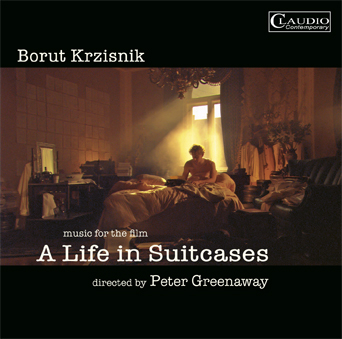 CLAUDIO
Contemporary
Borut Krzisnik
music for the film
A Life in Suitcases
directed by Peter Greenaway